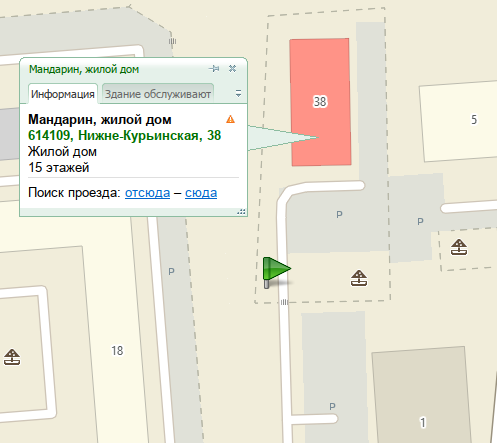 Мандарин, жилой дом
Информация
Здание обслуживают
Мандарин, жилой дом
614109, Нижне-Курьинская, 38
Жилой дом
15 этажей
Поиск проезда: отсюда – сюда
38
5
P
P
P
18
P
1